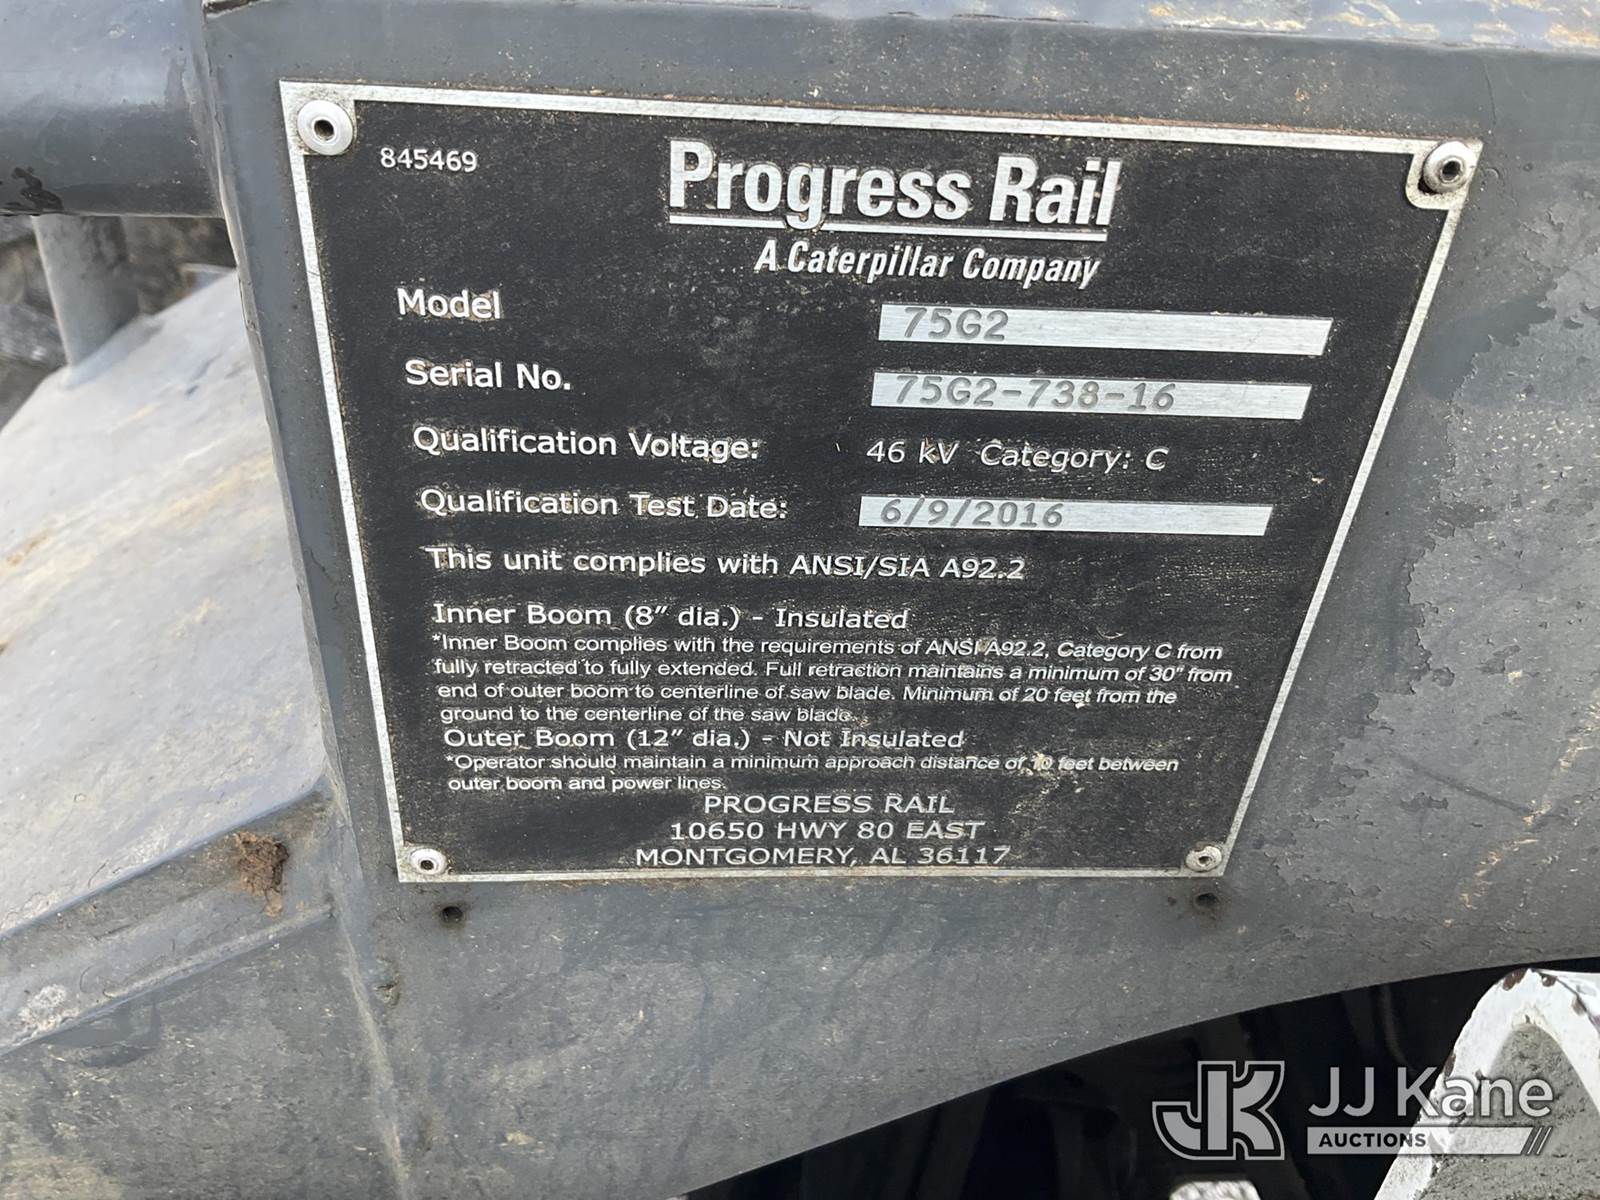 845469
Progress Rail
A Caterpillar Company
Model 75G2
Serial No. 75G2-738-16
Qualification Voltage: 46 kV Category: C
Qualification Test Date: 6/9/2016
This unit complies with ANSI/SIA A92.2
Inner Boom (8" dia.) - Insulated
*Inner Boom complies with the requirements of ANSI A92.2, Category C from
fully retracted to fully extended. Full retraction maintains a minimum of 30" from
end of outer boom to centerline of saw blade. Minimum of 20 feet from the
ground to the centerline of the saw blade.
Outer Boom (12" dia.) - Not Insulated
*Operator should maintain a minimum approach distance of 10 feet between
outer boom and power lines.
PROGRESS RAIL
10650 HWY 80 EAST
MONTGOMERY, AL 36117
JK JJ Kane
AUCTIONS